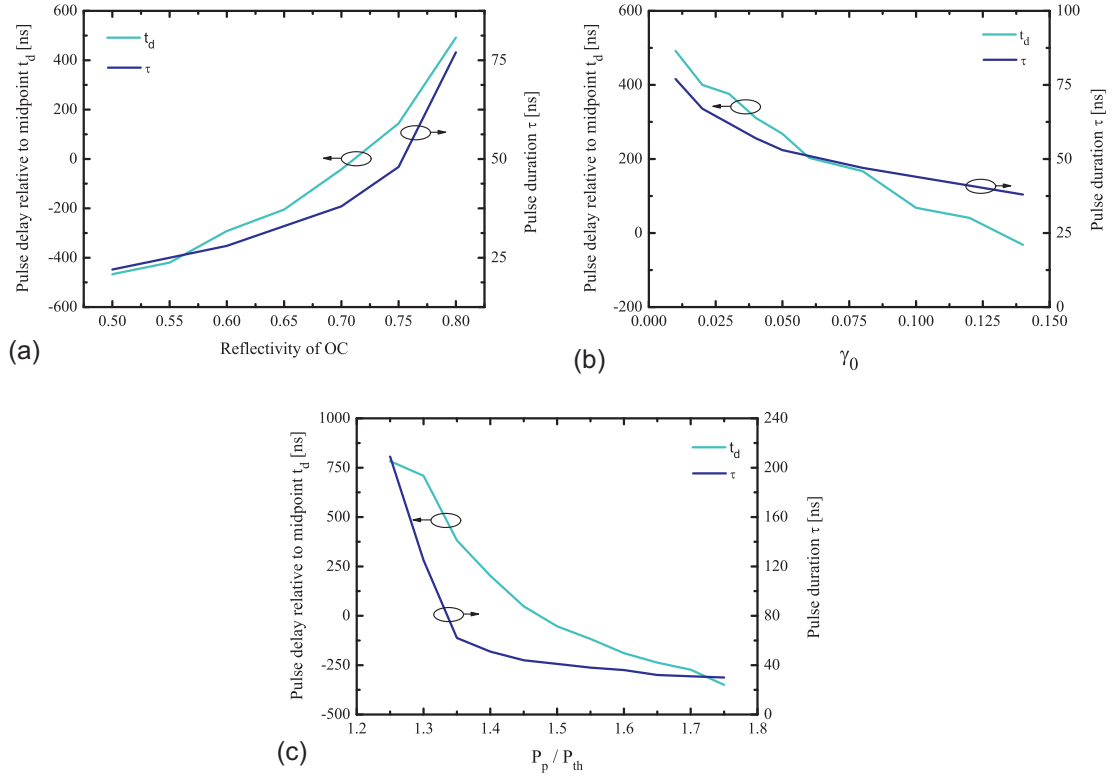 600
400
200
0
-200
-400
-600
Pulse delay relative to midpoint t_d [ns]
t_d
τ
75
50
25
Pulse duration τ [ns]
0.50 0.55 0.60 0.65 0.70 0.75 0.80
Reflectivity of OC
(a)
600
400
200
0
-200
Pulse delay relative to midpoint t_d [ns]
t_d
τ
100
75
50
25
0
Pulse duration τ [ns]
0.000 0.025 0.050 0.075 0.100 0.125 0.150
γ_0
(b)
1000
750
500
250
0
-250
-500
Pulse delay relative to midpoint t_d [ns]
t_d
τ
240
200
160
120
80
40
0
Pulse duration τ [ns]
1.2 1.3 1.4 1.5 1.6 1.7 1.8
P_p / P_th
(c)